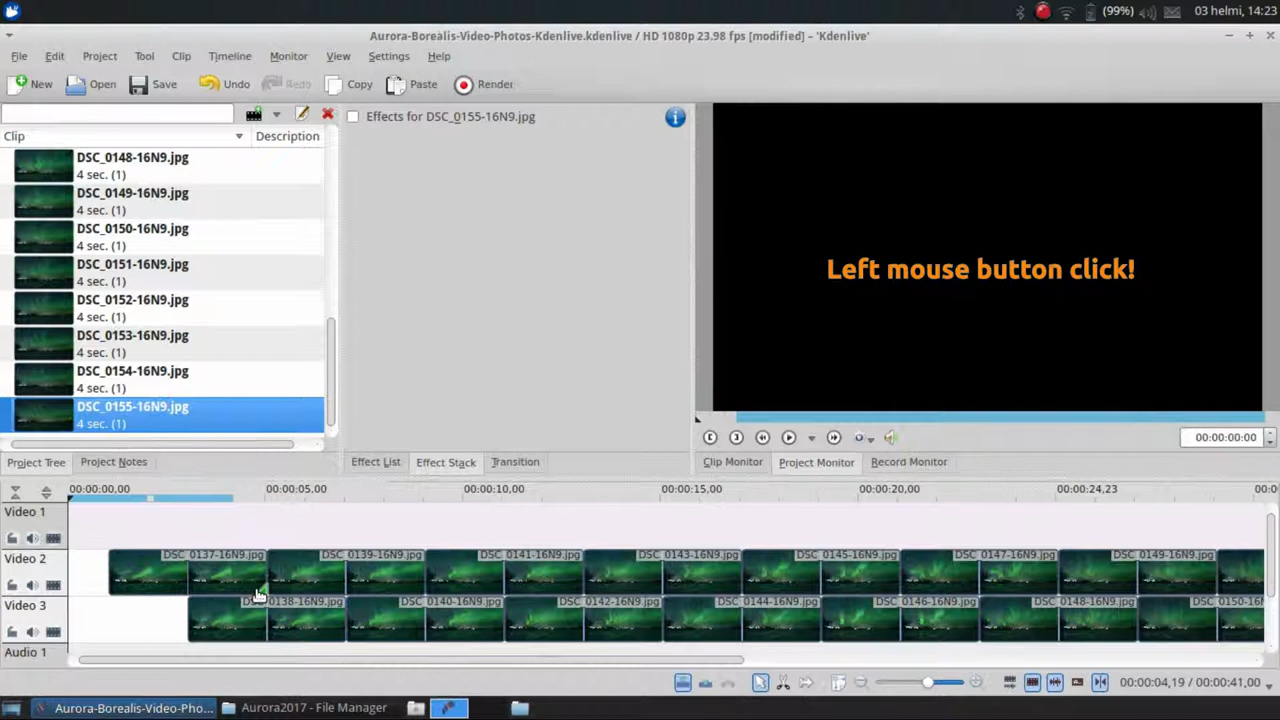 (99%) 03 helmi, 14:23
Aurora-Borealis-Video-Photos-Kdenlive.kdenlive / HD 1080p 23.98 fps [modified] – 'Kdenlive'
File Edit Project Tool Clip Timeline Monitor View Settings Help
New Open Save Undo Redo Copy Paste Render
Effects for DSC_0155-16N9.jpg
Clip Description
DSC_0148-16N9.jpg
4 sec. (1)
DSC_0149-16N9.jpg
4 sec. (1)
DSC_0150-16N9.jpg
4 sec. (1)
DSC_0151-16N9.jpg
4 sec. (1)
DSC_0152-16N9.jpg
4 sec. (1)
DSC_0153-16N9.jpg
4 sec. (1)
DSC_0154-16N9.jpg
4 sec. (1)
DSC_0155-16N9.jpg
4 sec. (1)
Left mouse button click!
00:00:00,00
Project Tree Project Notes Effect List Effect Stack Transition Clip Monitor Project Monitor Record Monitor
00:00:00,00 00:00:05,00 00:00:10,00 00:00:15,00 00:00:20,00 00:00:24,23 00:0
Video 1
Video 2
DSC_0137-16N9.jpg DSC_0139-16N9.jpg DSC_0141-16N9.jpg DSC_0143-16N9.jpg DSC_0145-16N9.jpg DSC_0147-16N9.jpg DSC_0149-16N9.jpg
Video 3
DSC_0138-16N9.jpg DSC_0140-16N9.jpg DSC_0142-16N9.jpg DSC_0144-16N9.jpg DSC_0146-16N9.jpg DSC_0148-16N9.jpg DSC_0150-16N
Audio 1
00:00:04,19 / 00:00:41,00
Aurora-Borealis-Video-Pho... Aurora2017 - File Manager